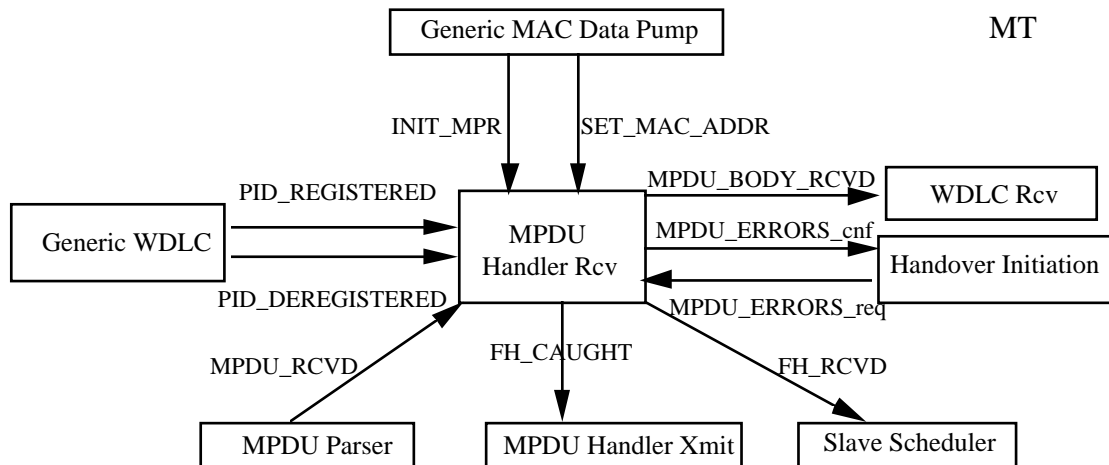 Generic MAC Data Pump
MT
INIT_MPR
SET_MAC_ADDR
PID_REGISTERED
MPDU_BODY_RCVD
WDLC Rcv
Generic WDLC
MPDU
Handler Rcv
MPDU_ERRORS_cnf
Handover Initiation
PID_DEREGISTERED
MPDU_ERRORS_req
MPDU_RCVD
FH_CAUGHT
FH_RCVD
MPDU Parser
MPDU Handler Xmit
Slave Scheduler